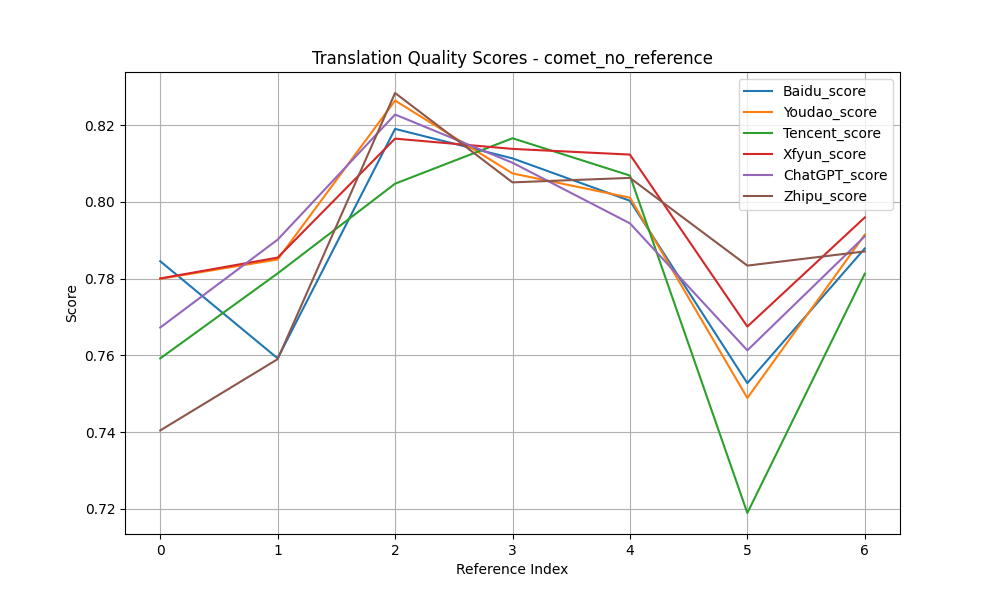 Translation Quality Scores - comet_no_reference
Score
0.82
0.80
0.78
0.76
0.74
0.72
Baidu_score
Youdao_score
Tencent_score
Xfyun_score
ChatGPT_score
Zhipu_score
0 1 2 3 4 5 6
Reference Index